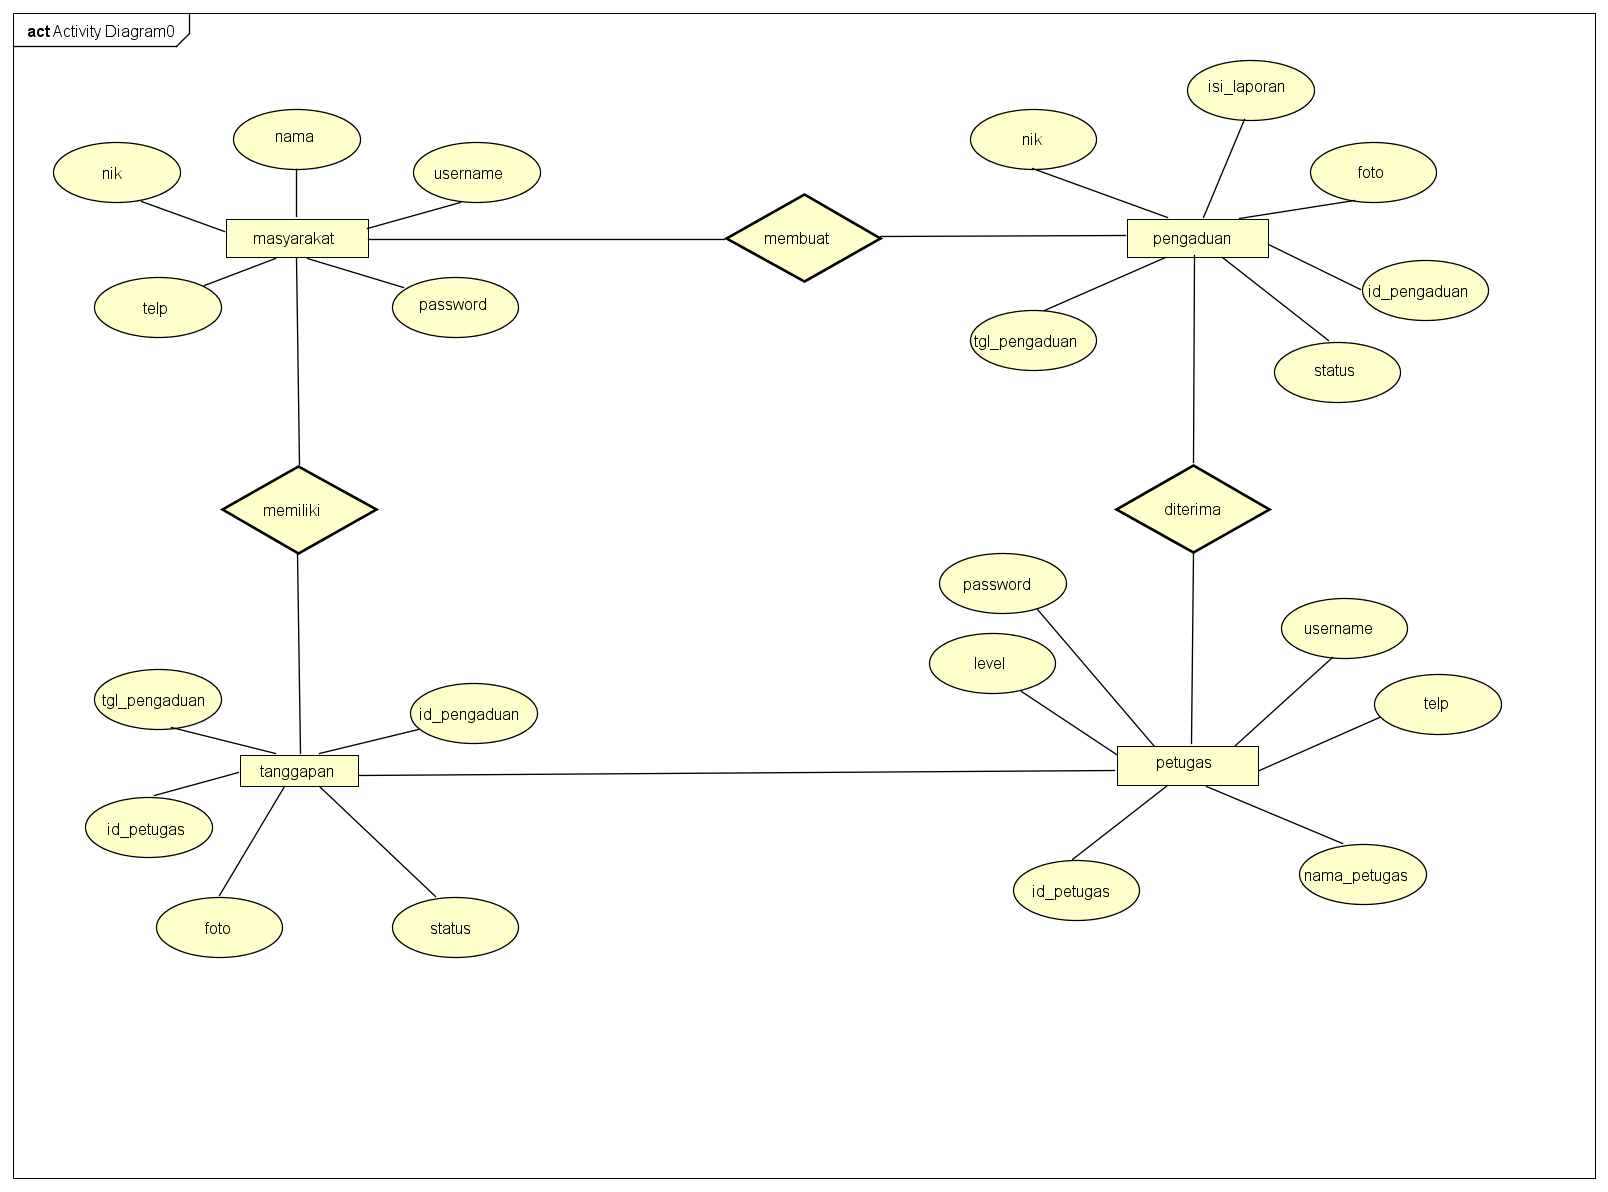 act Activity Diagram0
isi_laporan
nama
nik
nik
username
foto
masyarakat
membuat
pengaduan
id_pengaduan
telp
password
tgl_pengaduan
status
memiliki
diterima
password
username
level
tgl_pengaduan
id_pengaduan
telp
tanggapan
petugas
id_petugas
nama_petugas
id_petugas
foto
status